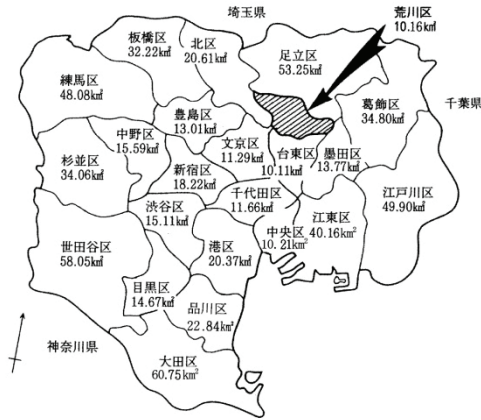 埼玉県
荒川区
10.16k㎡
板橋区
32.22k㎡
北区
20.61k㎡
足立区
53.25k㎡
練馬区
48.08k㎡
葛飾区
34.80k㎡
千葉県
豊島区
13.01k㎡
中野区
15.59k㎡
文京区
11.29k㎡
台東区
10.11k㎡
墨田区
13.77k㎡
杉並区
34.06k㎡
新宿区
18.22k㎡
千代田区
11.66k㎡
江戸川区
49.90k㎡
渋谷区
15.11k㎡
中央区
10.21k㎡
江東区
40.16km²
世田谷区
58.05k㎡
港区
20.37k㎡
目黒区
14.67k㎡
品川区
22.84km²
神奈川県
大田区
60.75km²